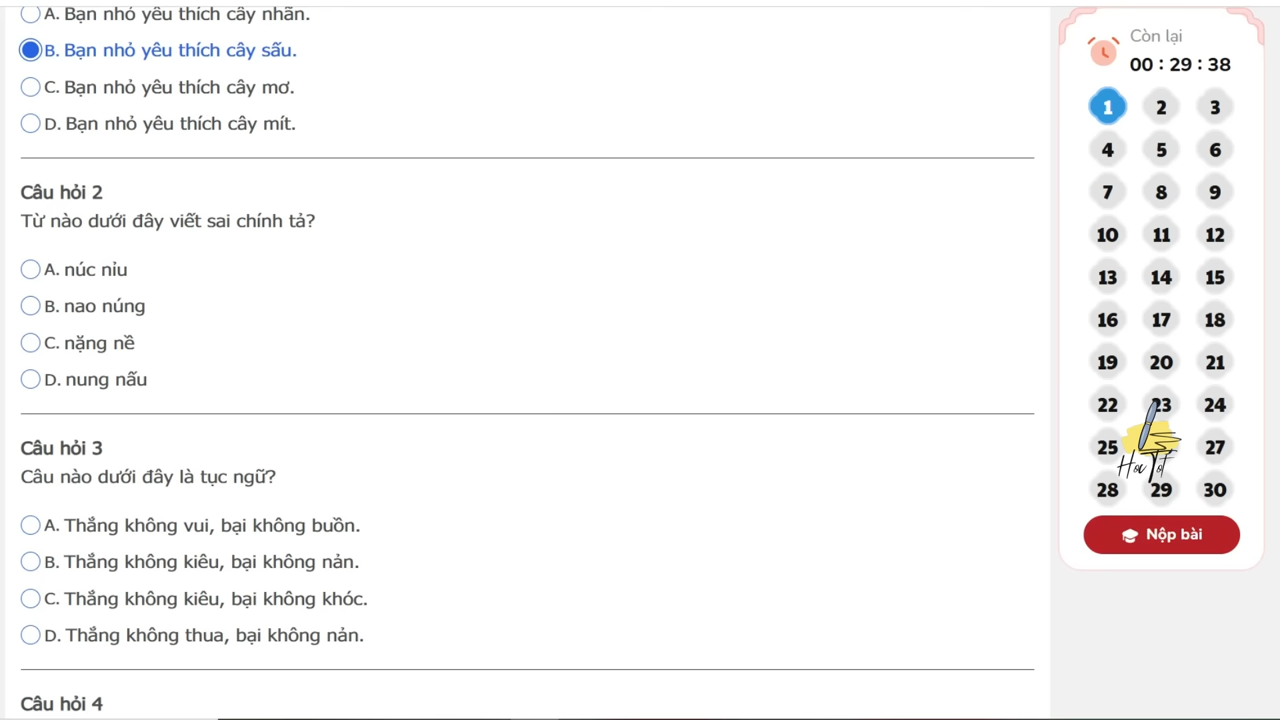 A. Bạn nhỏ yêu thích cây nhãn.
B. Bạn nhỏ yêu thích cây sấu.
C. Bạn nhỏ yêu thích cây mơ.
D. Bạn nhỏ yêu thích cây mít.
Câu hỏi 2
Từ nào dưới đây viết sai chính tả?
A. núc nỉu
B. nao núng
C. nặng nề
D. nung nấu
Câu hỏi 3
Câu nào dưới đây là tục ngữ?
A. Thắng không vui, bại không buồn.
B. Thắng không kiêu, bại không nản.
C. Thắng không kiêu, bại không khóc.
D. Thắng không thua, bại không nản.
Câu hỏi 4
Còn lại
00 : 29 : 38
1 2 3
4 5 6
7 8 9
10 11 12
13 14 15
16 17 18
19 20 21
22 23 24
25 27
Học Tốt
28 29 30
Nộp bài